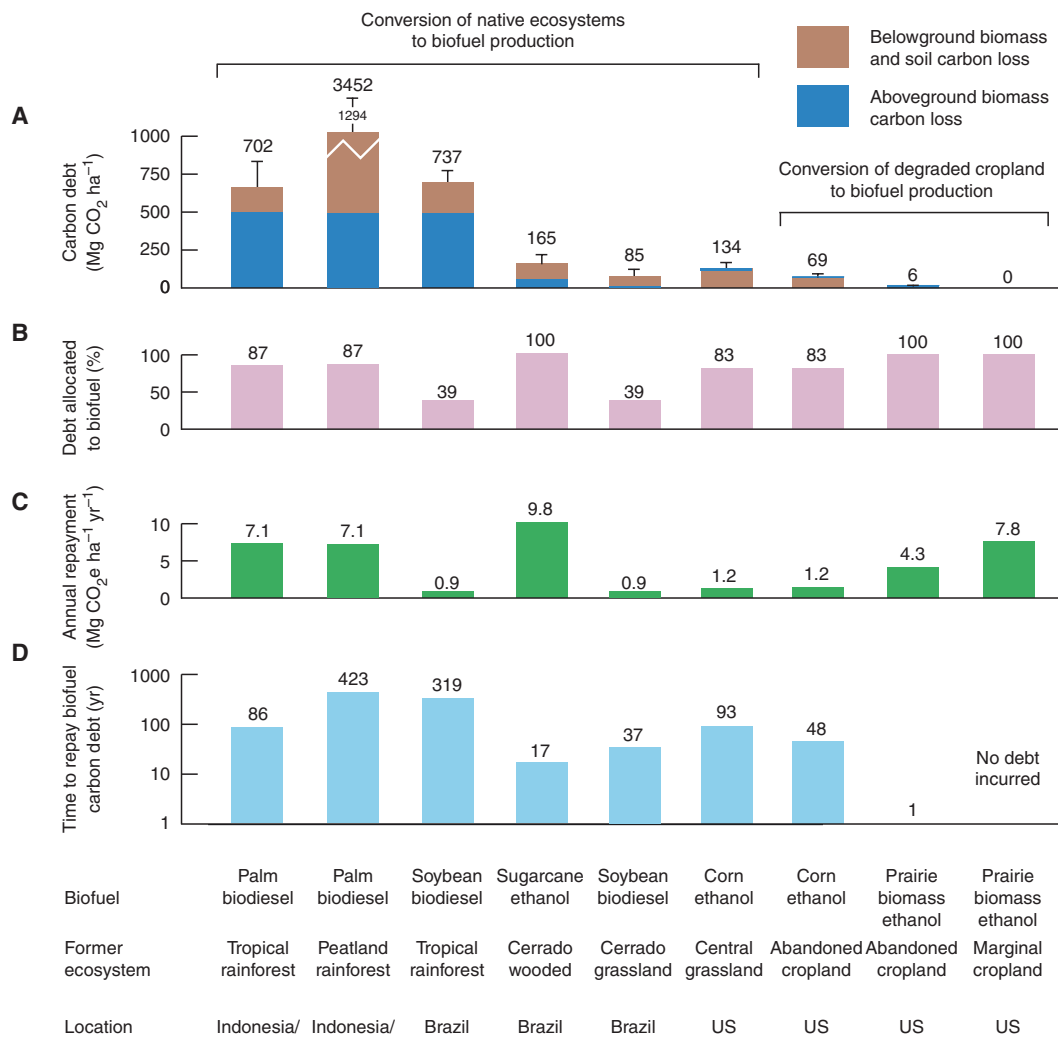 Conversion of native ecosystems
to biofuel production
Belowground biomass
and soil carbon loss
Aboveground biomass
carbon loss
Conversion of degraded cropland
to biofuel production
A
Carbon debt
(Mg CO2 ha−1)
1000
750
500
250
0
702
3452
1294
737
165
85
134
69
6
0
B
Debt allocated
to biofuel (%)
100
50
0
87
87
39
100
39
83
83
100
100
C
Annual repayment
(Mg CO2e ha−1 yr−1)
10
5
0
7.1
7.1
0.9
9.8
0.9
1.2
1.2
4.3
7.8
D
Time to repay biofuel
carbon debt (yr)
1000
100
10
1
86
423
319
17
37
93
48
1
No debt
incurred
Biofuel
Palm
biodiesel
Palm
biodiesel
Soybean
biodiesel
Sugarcane
ethanol
Soybean
biodiesel
Corn
ethanol
Corn
ethanol
Prairie
biomass
ethanol
Prairie
biomass
ethanol
Former
ecosystem
Tropical
rainforest
Peatland
rainforest
Tropical
rainforest
Cerrado
wooded
Cerrado
grassland
Central
grassland
Abandoned
cropland
Abandoned
cropland
Marginal
cropland
Location
Indonesia/
Indonesia/
Brazil
Brazil
Brazil
US
US
US
US